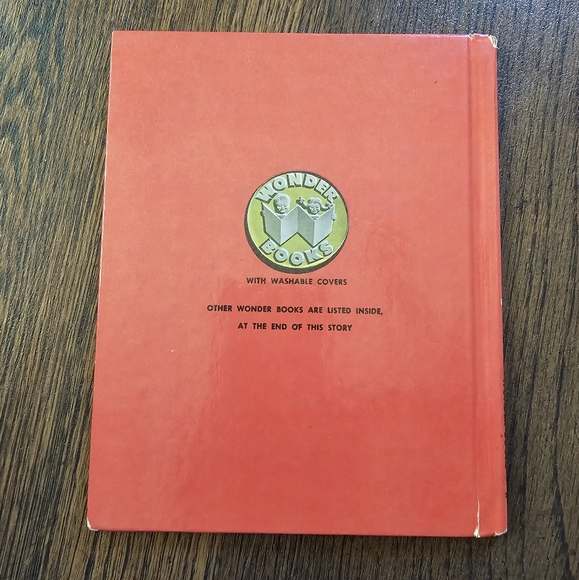 WONDER
BOOKS
WITH WASHABLE COVERS
OTHER WONDER BOOKS ARE LISTED INSIDE,
AT THE END OF THIS STORY